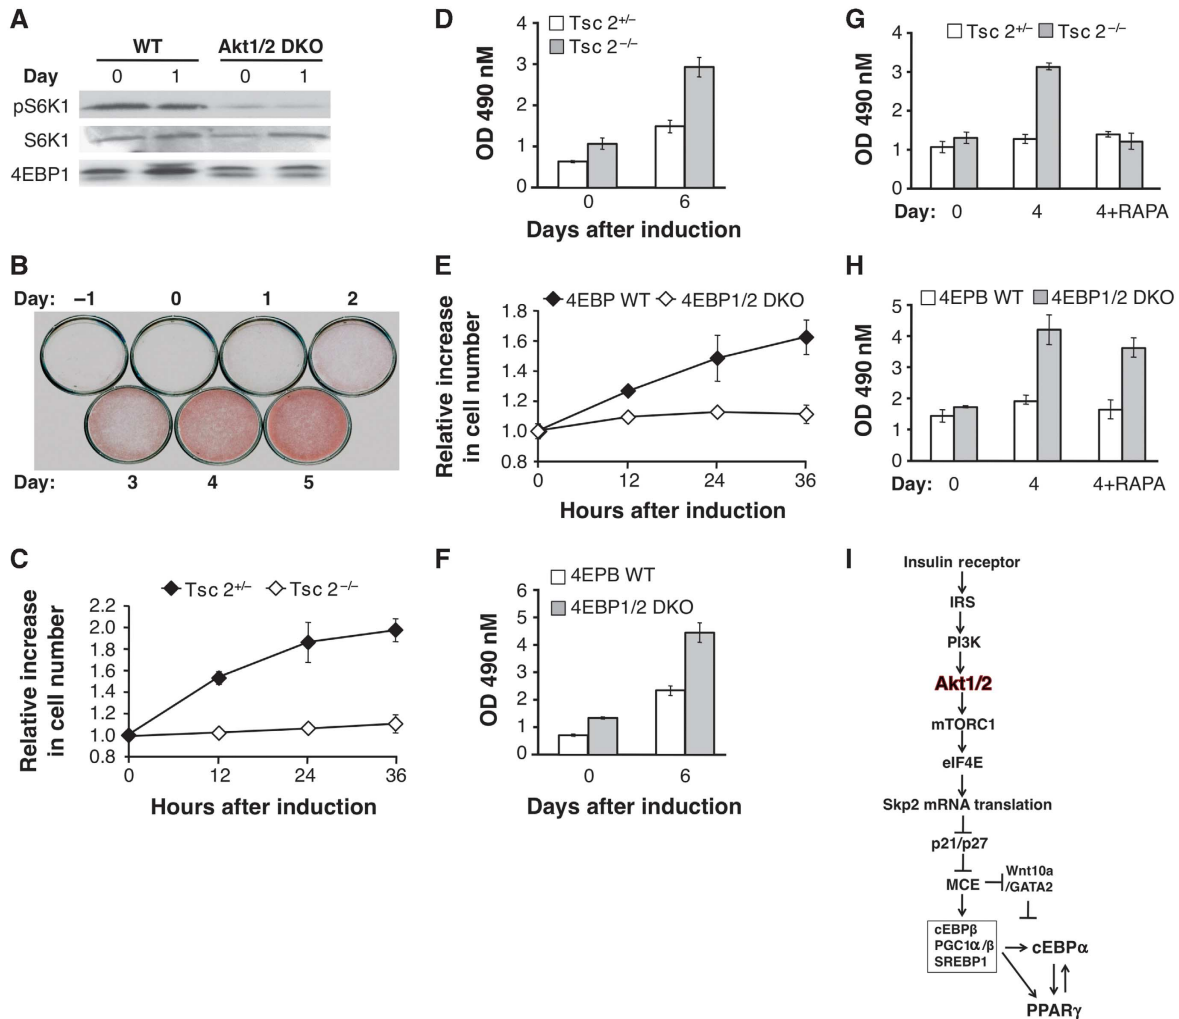 A
WT Akt1/2 DKO
Day 0 1 0 1
pS6K1
S6K1
4EBP1
B
Day: –1 0 1 2
Day: 3 4 5
C
Tsc 2+/– Tsc 2–/–
Relative increase
in cell number
2.2
2.0
1.8
1.6
1.4
1.2
1.0
0.8
0 12 24 36
Hours after induction
D
Tsc 2+/–
Tsc 2–/–
OD 490 nM
4
3
2
1
0
0 6
Days after induction
E
4EBP WT 4EBP1/2 DKO
Relative increase
in cell number
1.8
1.6
1.4
1.2
1.0
0.8
0 12 24 36
Hours after induction
F
4EPB WT
4EBP1/2 DKO
OD 490 nM
6
5
4
3
2
1
0
0 6
Days after induction
G
Tsc 2+/– Tsc 2–/–
OD 490 nM
4
3
2
1
0
Day: 0 4 4+RAPA
H
4EPB WT 4EBP1/2 DKO
OD 490 nM
5
4
3
2
1
0
Day: 0 4 4+RAPA
I
Insulin receptor
IRS
PI3K
Akt1/2
mTORC1
eIF4E
Skp2 mRNA translation
p21/p27
MCE
Wnt10a
/GATA2
cEBPβ
PGC1α/β
SREBP1
cEBPα
PPARγ